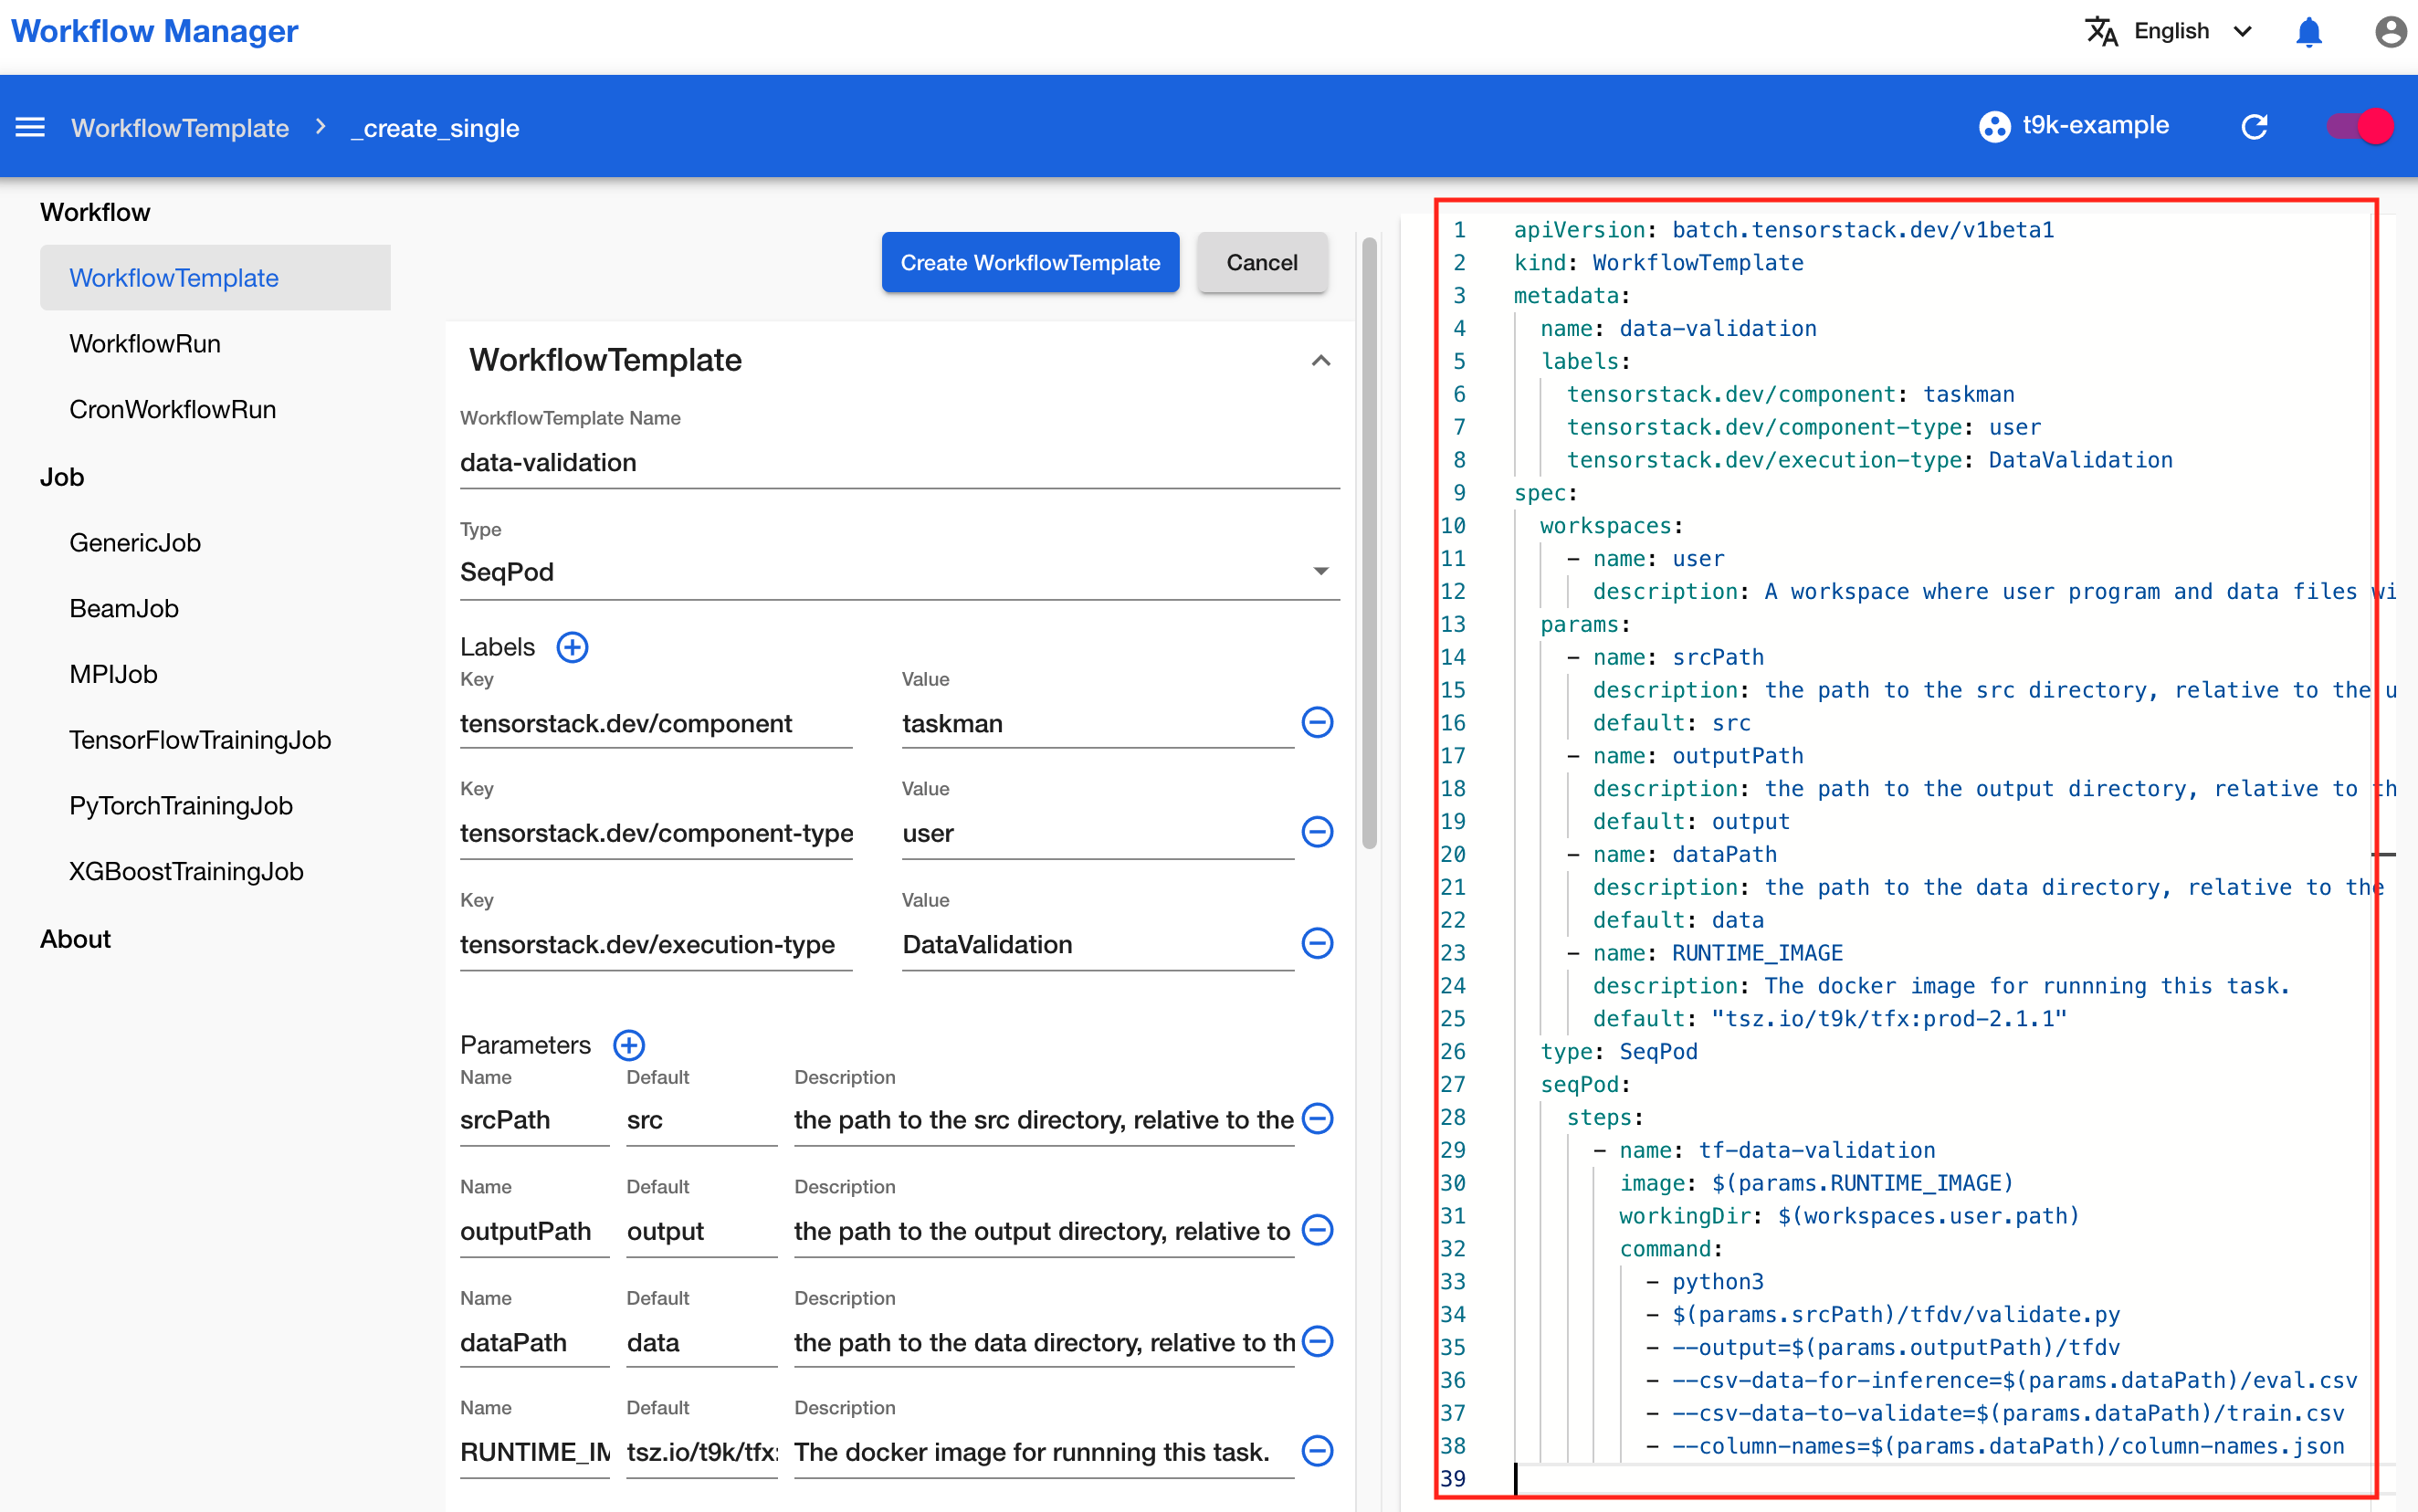 Workflow Manager
English
WorkflowTemplate > _create_single
t9k-example
Workflow
WorkflowTemplate
WorkflowRun
CronWorkflowRun
Job
GenericJob
BeamJob
MPIJob
TensorFlowTrainingJob
PyTorchTrainingJob
XGBoostTrainingJob
About
Create WorkflowTemplate
Cancel
WorkflowTemplate
WorkflowTemplate Name
data-validation
Type
SeqPod
Labels
Key Value
tensorstack.dev/component taskman
Key Value
tensorstack.dev/component-type user
Key Value
tensorstack.dev/execution-type DataValidation
Parameters
Name Default Description
srcPath src the path to the src directory, relative to the
Name Default Description
outputPath output the path to the output directory, relative to
Name Default Description
dataPath data the path to the data directory, relative to th
Name Default Description
RUNTIME_IM tsz.io/t9k/tfx: The docker image for runnning this task.
1 apiVersion: batch.tensorstack.dev/v1beta1
2 kind: WorkflowTemplate
3 metadata:
4 name: data-validation
5 labels:
6 tensorstack.dev/component: taskman
7 tensorstack.dev/component-type: user
8 tensorstack.dev/execution-type: DataValidation
9 spec:
10 workspaces:
11 - name: user
12 description: A workspace where user program and data files wi
13 params:
14 - name: srcPath
15 description: the path to the src directory, relative to the u
16 default: src
17 - name: outputPath
18 description: the path to the output directory, relative to th
19 default: output
20 - name: dataPath
21 description: the path to the data directory, relative to the
22 default: data
23 - name: RUNTIME_IMAGE
24 description: The docker image for runnning this task.
25 default: "tsz.io/t9k/tfx:prod-2.1.1"
26 type: SeqPod
27 seqPod:
28 steps:
29 - name: tf-data-validation
30 image: $(params.RUNTIME_IMAGE)
31 workingDir: $(workspaces.user.path)
32 command:
33 - python3
34 - $(params.srcPath)/tfdv/validate.py
35 - --output=$(params.outputPath)/tfdv
36 - --csv-data-for-inference=$(params.dataPath)/eval.csv
37 - --csv-data-to-validate=$(params.dataPath)/train.csv
38 - --column-names=$(params.dataPath)/column-names.json
39